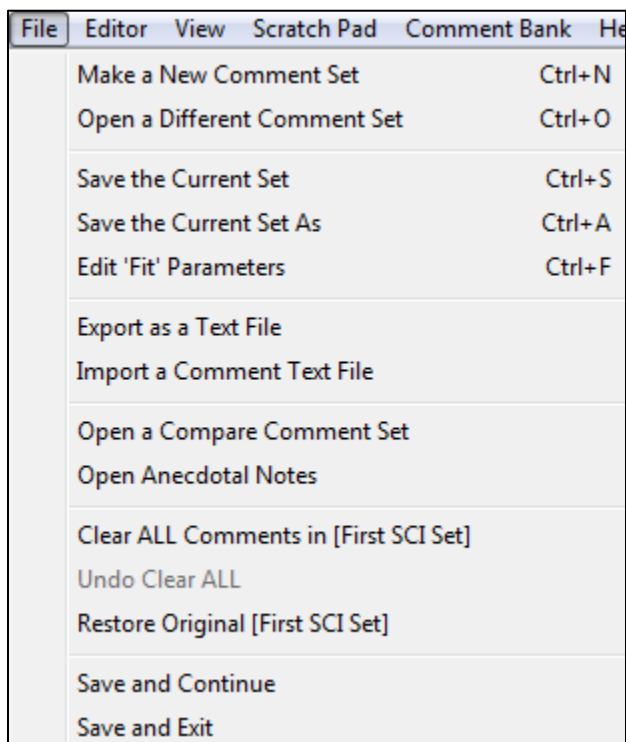 File Editor View Scratch Pad Comment Bank He
Make a New Comment Set Ctrl+N
Open a Different Comment Set Ctrl+O
Save the Current Set Ctrl+S
Save the Current Set As Ctrl+A
Edit 'Fit' Parameters Ctrl+F
Export as a Text File
Import a Comment Text File
Open a Compare Comment Set
Open Anecdotal Notes
Clear ALL Comments in [First SCI Set]
Undo Clear ALL
Restore Original [First SCI Set]
Save and Continue
Save and Exit